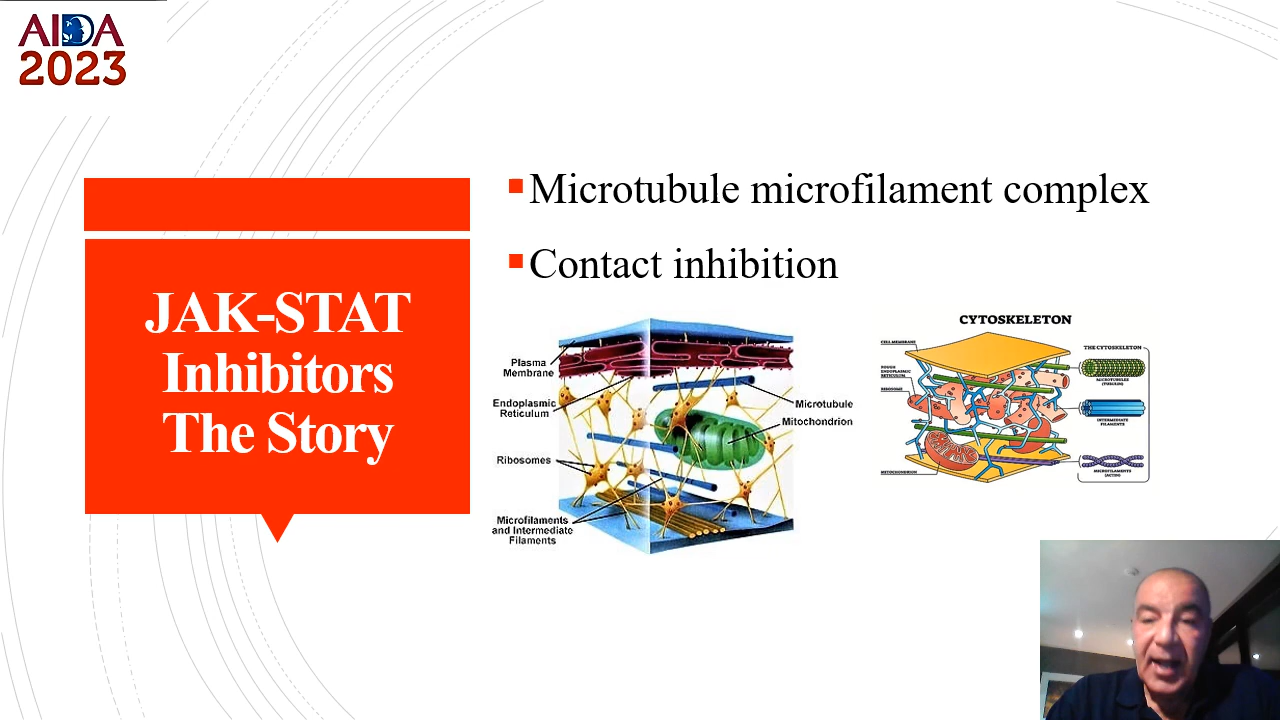 AIDA
2023
JAK-STAT
Inhibitors
The Story
Microtubule microfilament complex
Contact inhibition
Plasma
Membrane
Endoplasmic
Reticulum
Ribosomes
Microfilaments
and Intermediate
Filaments
Microtubule
Mitochondrion
CYTOSKELETON
CELL MEMBRANE
ROUGH
ENDOPLASMIC
RETICULUM
RIBOSOME
MITOCHONDRION
THE CYTOSKELETON
MICROTUBULES
(TUBULIN)
INTERMEDIATE
FILAMENTS
MICROFILAMENTS
(ACTIN)